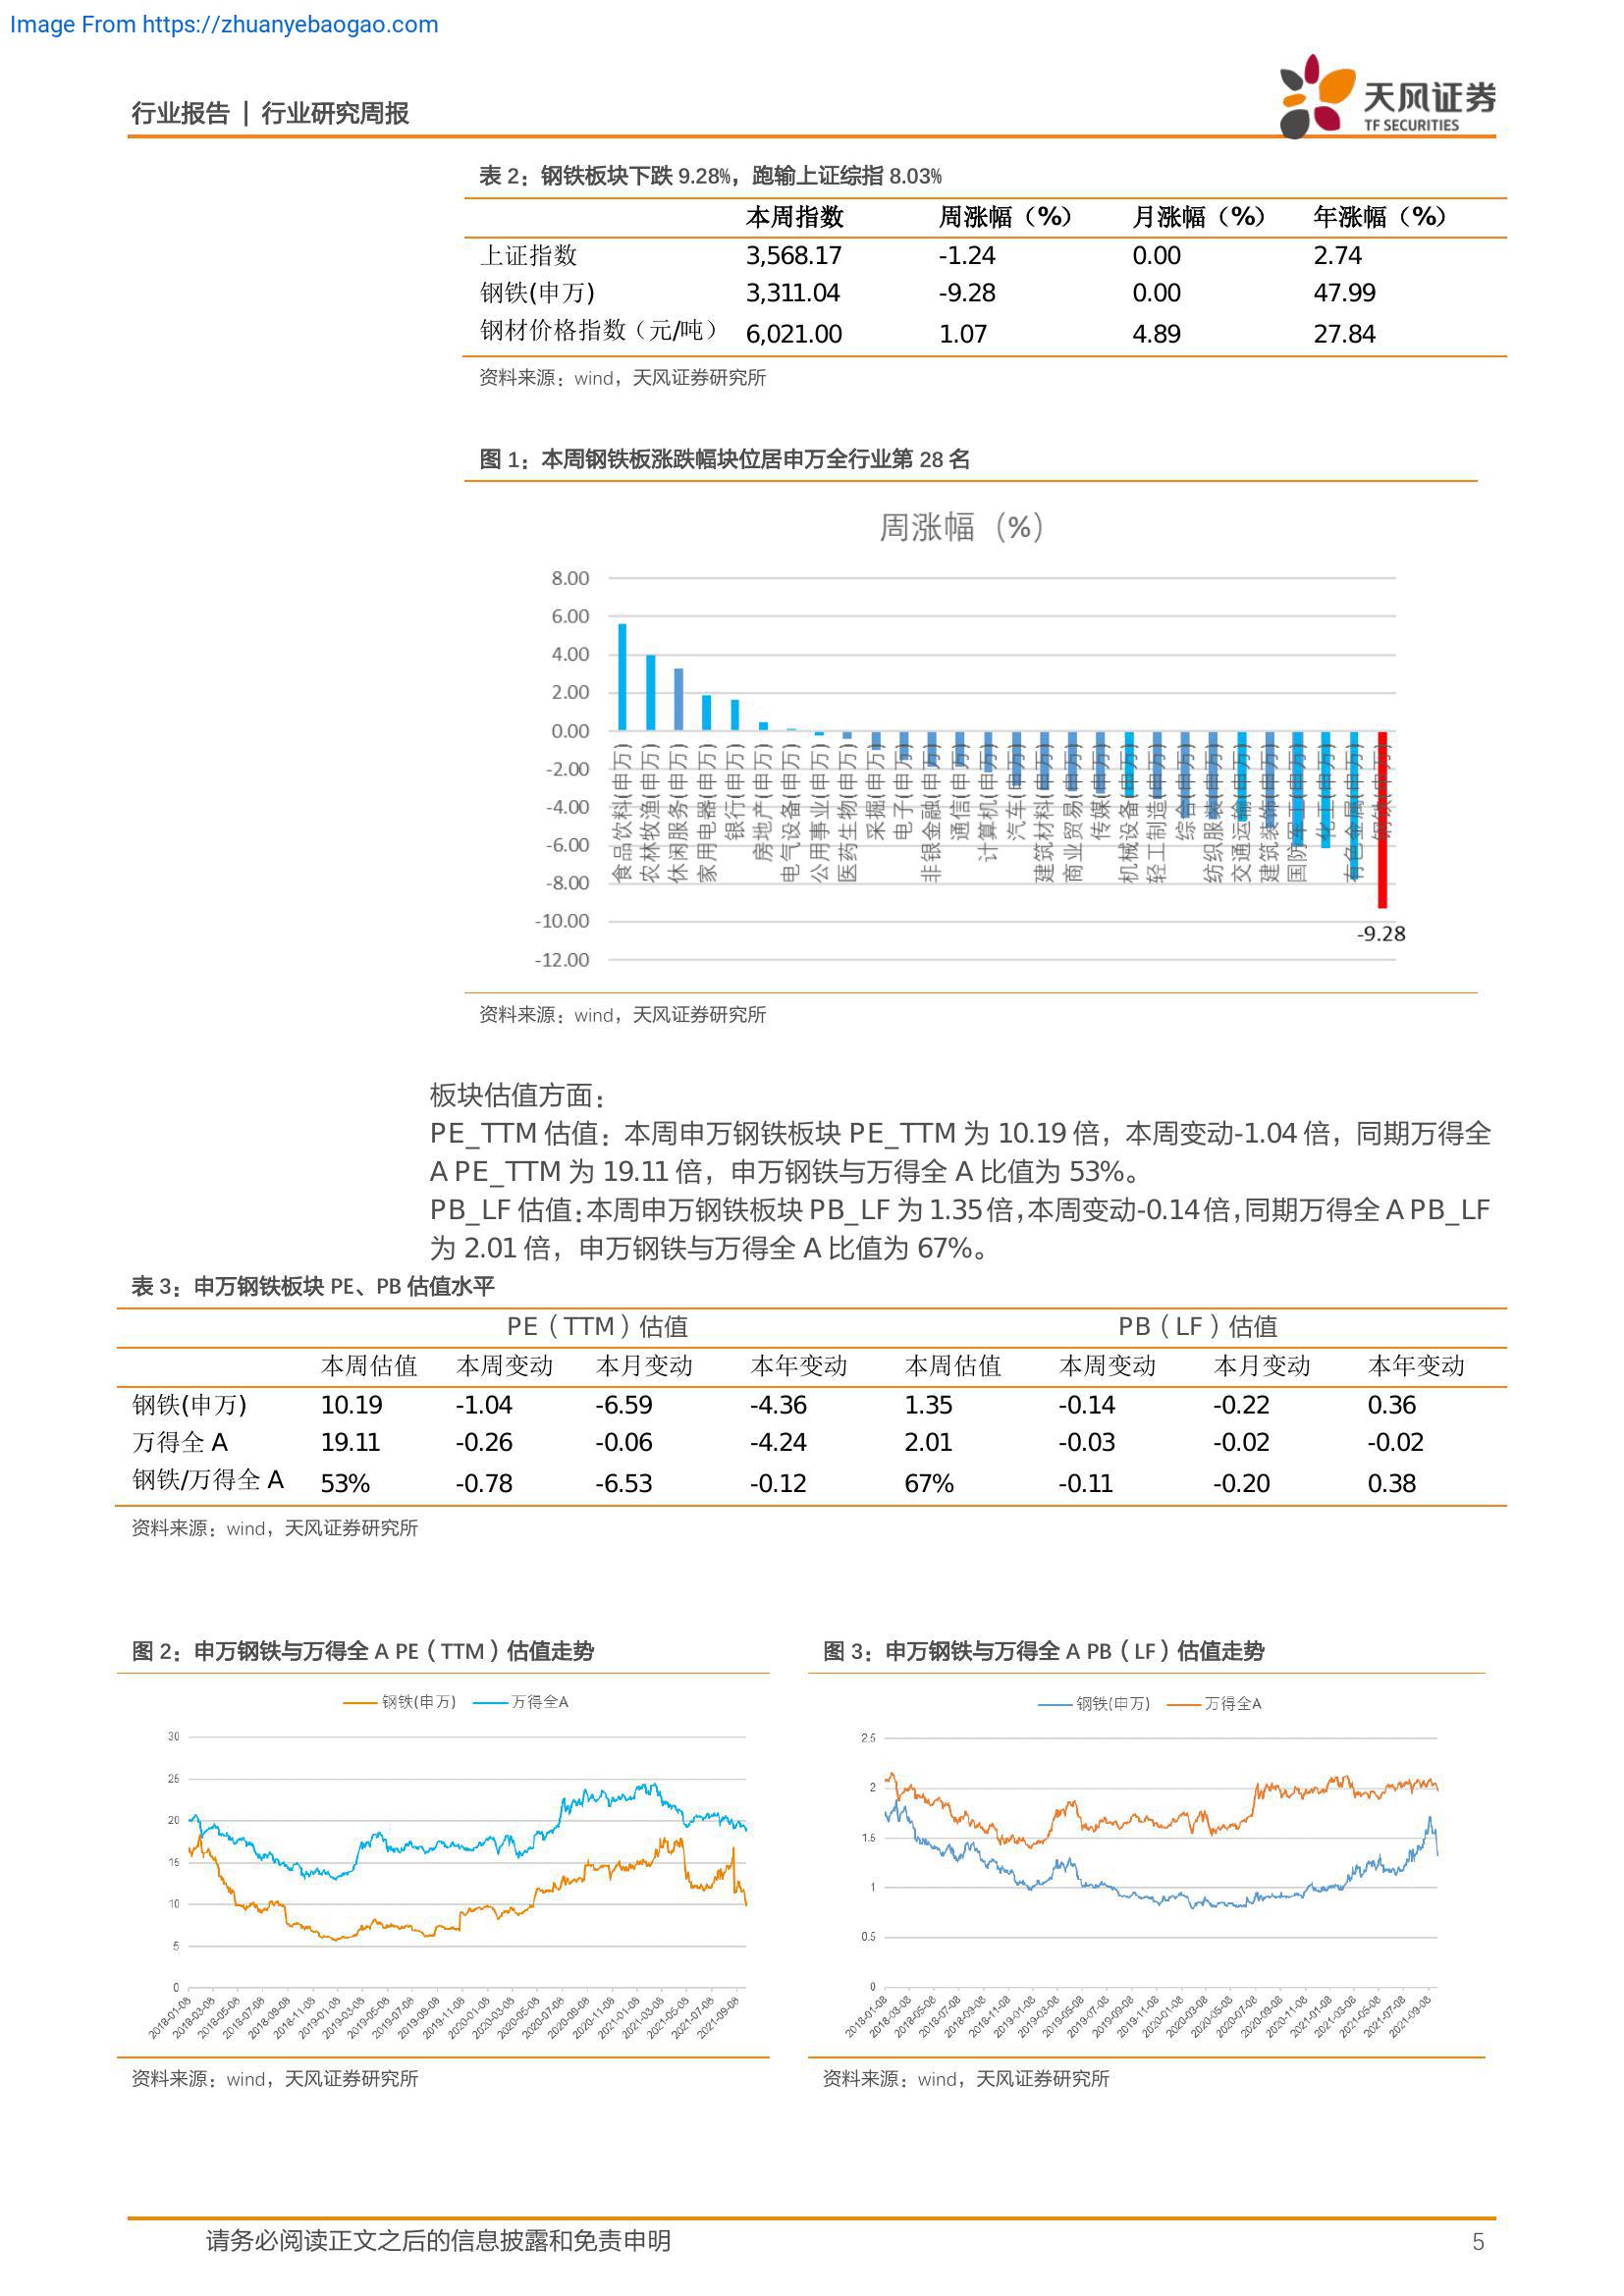 Image From https://zhuanyebaogao.com
行业报告 | 行业研究周报
天风证券
TF SECURITIES
表 2：钢铁板块下跌 9.28%，跑输上证综指 8.03%
本周指数 周涨幅（%） 月涨幅（%） 年涨幅（%）
上证指数 3,568.17 -1.24 0.00 2.74
钢铁(申万) 3,311.04 -9.28 0.00 47.99
钢材价格指数（元/吨） 6,021.00 1.07 4.89 27.84
资料来源：wind，天风证券研究所
图 1：本周钢铁板涨跌幅块位居申万全行业第 28 名
周涨幅（%）
8.00
6.00
4.00
2.00
0.00
-2.00
-4.00
-6.00
-8.00
-10.00
-12.00
食品饮料(申万)
农林牧渔(申万)
休闲服务(申万)
家用电器(申万)
银行(申万)
房地产(申万)
电气设备(申万)
公用事业(申万)
医药生物(申万)
采掘(申万)
电子(申万)
非银金融(申万)
通信(申万)
计算机(申万)
汽车(申万)
建筑材料(申万)
商业贸易(申万)
传媒(申万)
机械设备(申万)
轻工制造(申万)
综合(申万)
纺织服装(申万)
交通运输(申万)
建筑装饰(申万)
国防军工(申万)
化工(申万)
有色金属(申万)
钢铁(申万)
-9.28
资料来源：wind，天风证券研究所
板块估值方面：
PE_TTM 估值：本周申万钢铁板块 PE_TTM 为 10.19 倍，本周变动-1.04 倍，同期万得全
A PE_TTM 为 19.11 倍，申万钢铁与万得全 A 比值为 53%。
PB_LF 估值：本周申万钢铁板块 PB_LF 为 1.35 倍，本周变动-0.14 倍，同期万得全 A PB_LF
为 2.01 倍，申万钢铁与万得全 A 比值为 67%。
表 3：申万钢铁板块 PE、PB 估值水平
PE（TTM）估值 PB（LF）估值
本周估值 本周变动 本月变动 本年变动 本周估值 本周变动 本月变动 本年变动
钢铁(申万) 10.19 -1.04 -6.59 -4.36 1.35 -0.14 -0.22 0.36
万得全 A 19.11 -0.26 -0.06 -4.24 2.01 -0.03 -0.02 -0.02
钢铁/万得全 A 53% -0.78 -6.53 -0.12 67% -0.11 -0.20 0.38
资料来源：wind，天风证券研究所
图 2：申万钢铁与万得全 A PE（TTM）估值走势
钢铁(申万) 万得全A
30
25
20
15
10
5
0
2018-01-08
2018-03-08
2018-05-08
2018-07-08
2018-09-08
2018-11-08
2019-01-08
2019-03-08
2019-05-08
2019-07-08
2019-09-08
2019-11-08
2020-01-08
2020-03-08
2020-05-08
2020-07-08
2020-09-08
2020-11-08
2021-01-08
2021-03-08
2021-05-08
2021-07-08
2021-09-08
资料来源：wind，天风证券研究所
图 3：申万钢铁与万得全 A PB（LF）估值走势
钢铁(申万) 万得全A
2.5
2
1.5
1
0.5
0
2018-01-08
2018-03-08
2018-05-08
2018-07-08
2018-09-08
2018-11-08
2019-01-08
2019-03-08
2019-05-08
2019-07-08
2019-09-08
2019-11-08
2020-01-08
2020-03-08
2020-05-08
2020-07-08
2020-09-08
2020-11-08
2021-01-08
2021-03-08
2021-05-08
2021-07-08
2021-09-08
资料来源：wind，天风证券研究所
请务必阅读正文之后的信息披露和免责申明 5